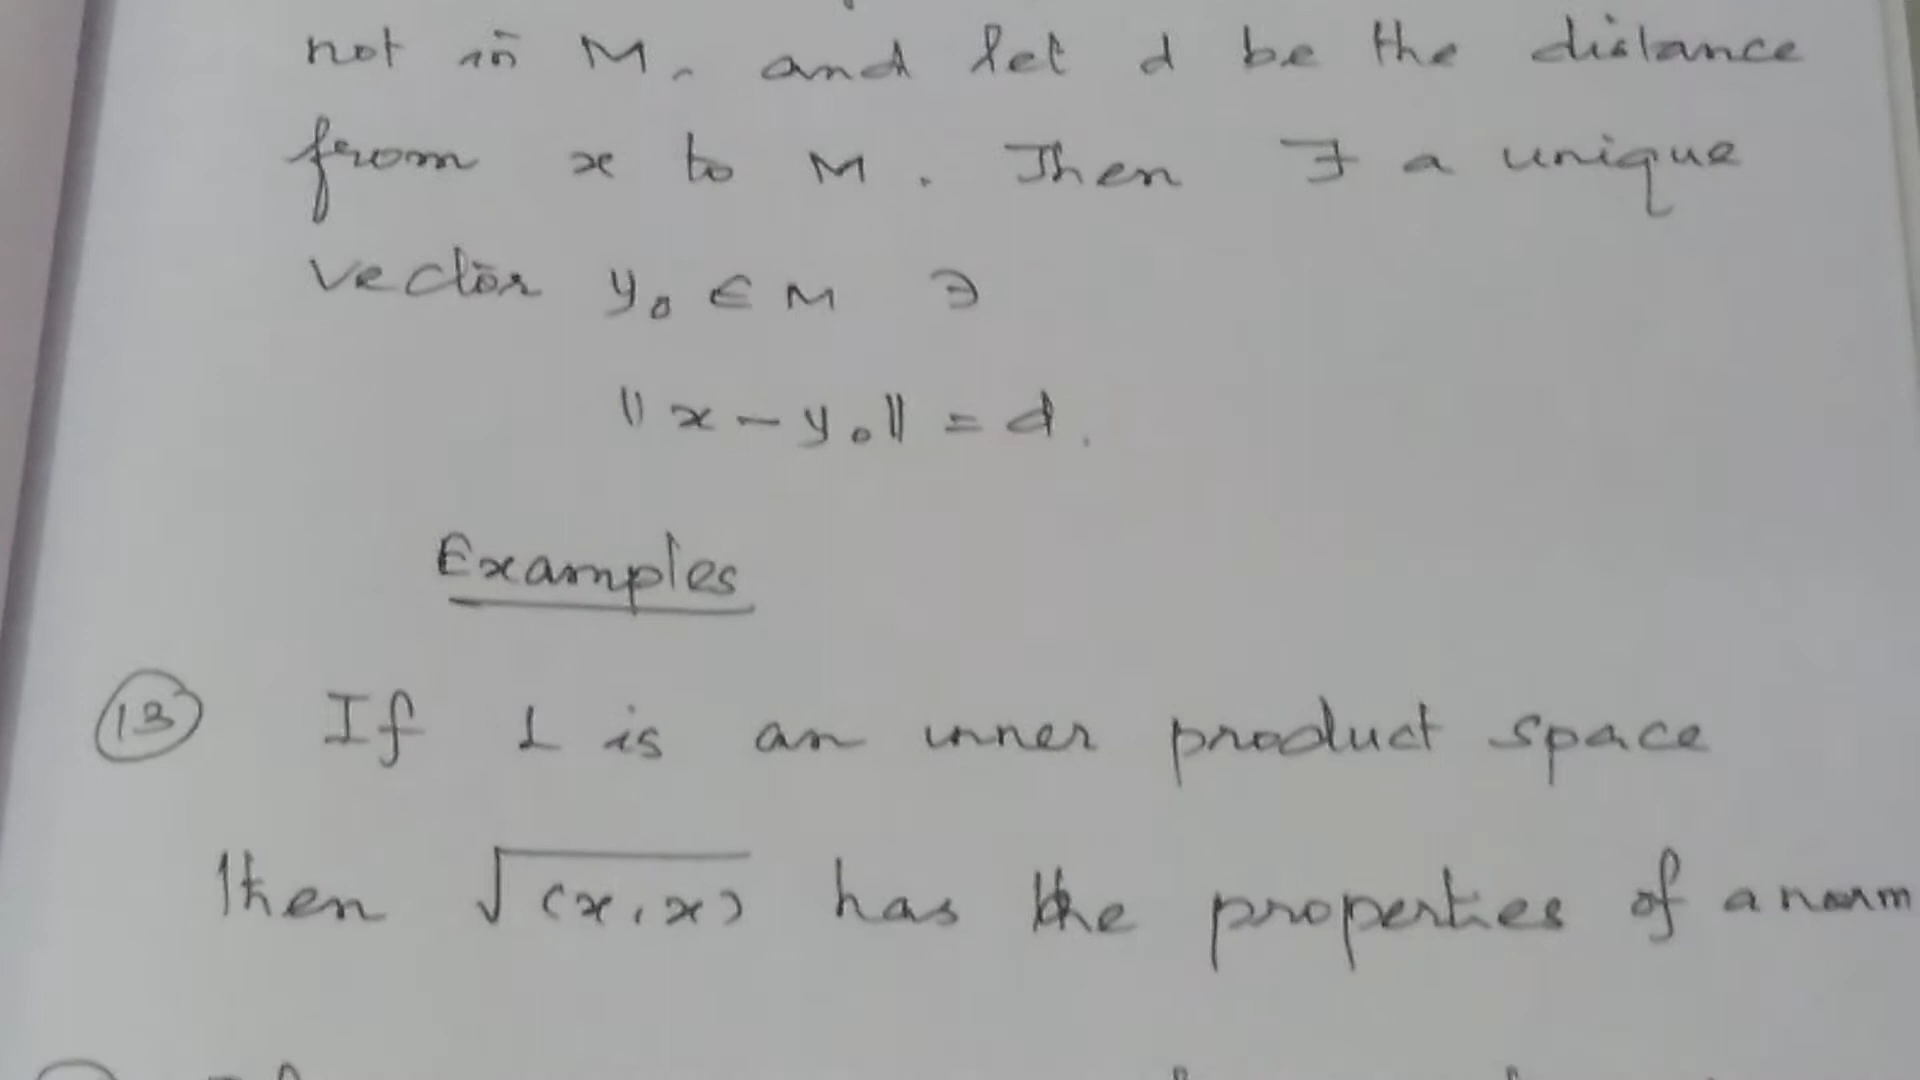 not in M, and let d be the distance
from x to M. Then ∃ a unique
vector y₀ ∈ M ∋
||x - y₀|| = d.
Examples
(13) If L is an inner product space
then √(x,x) has the properties of a norm